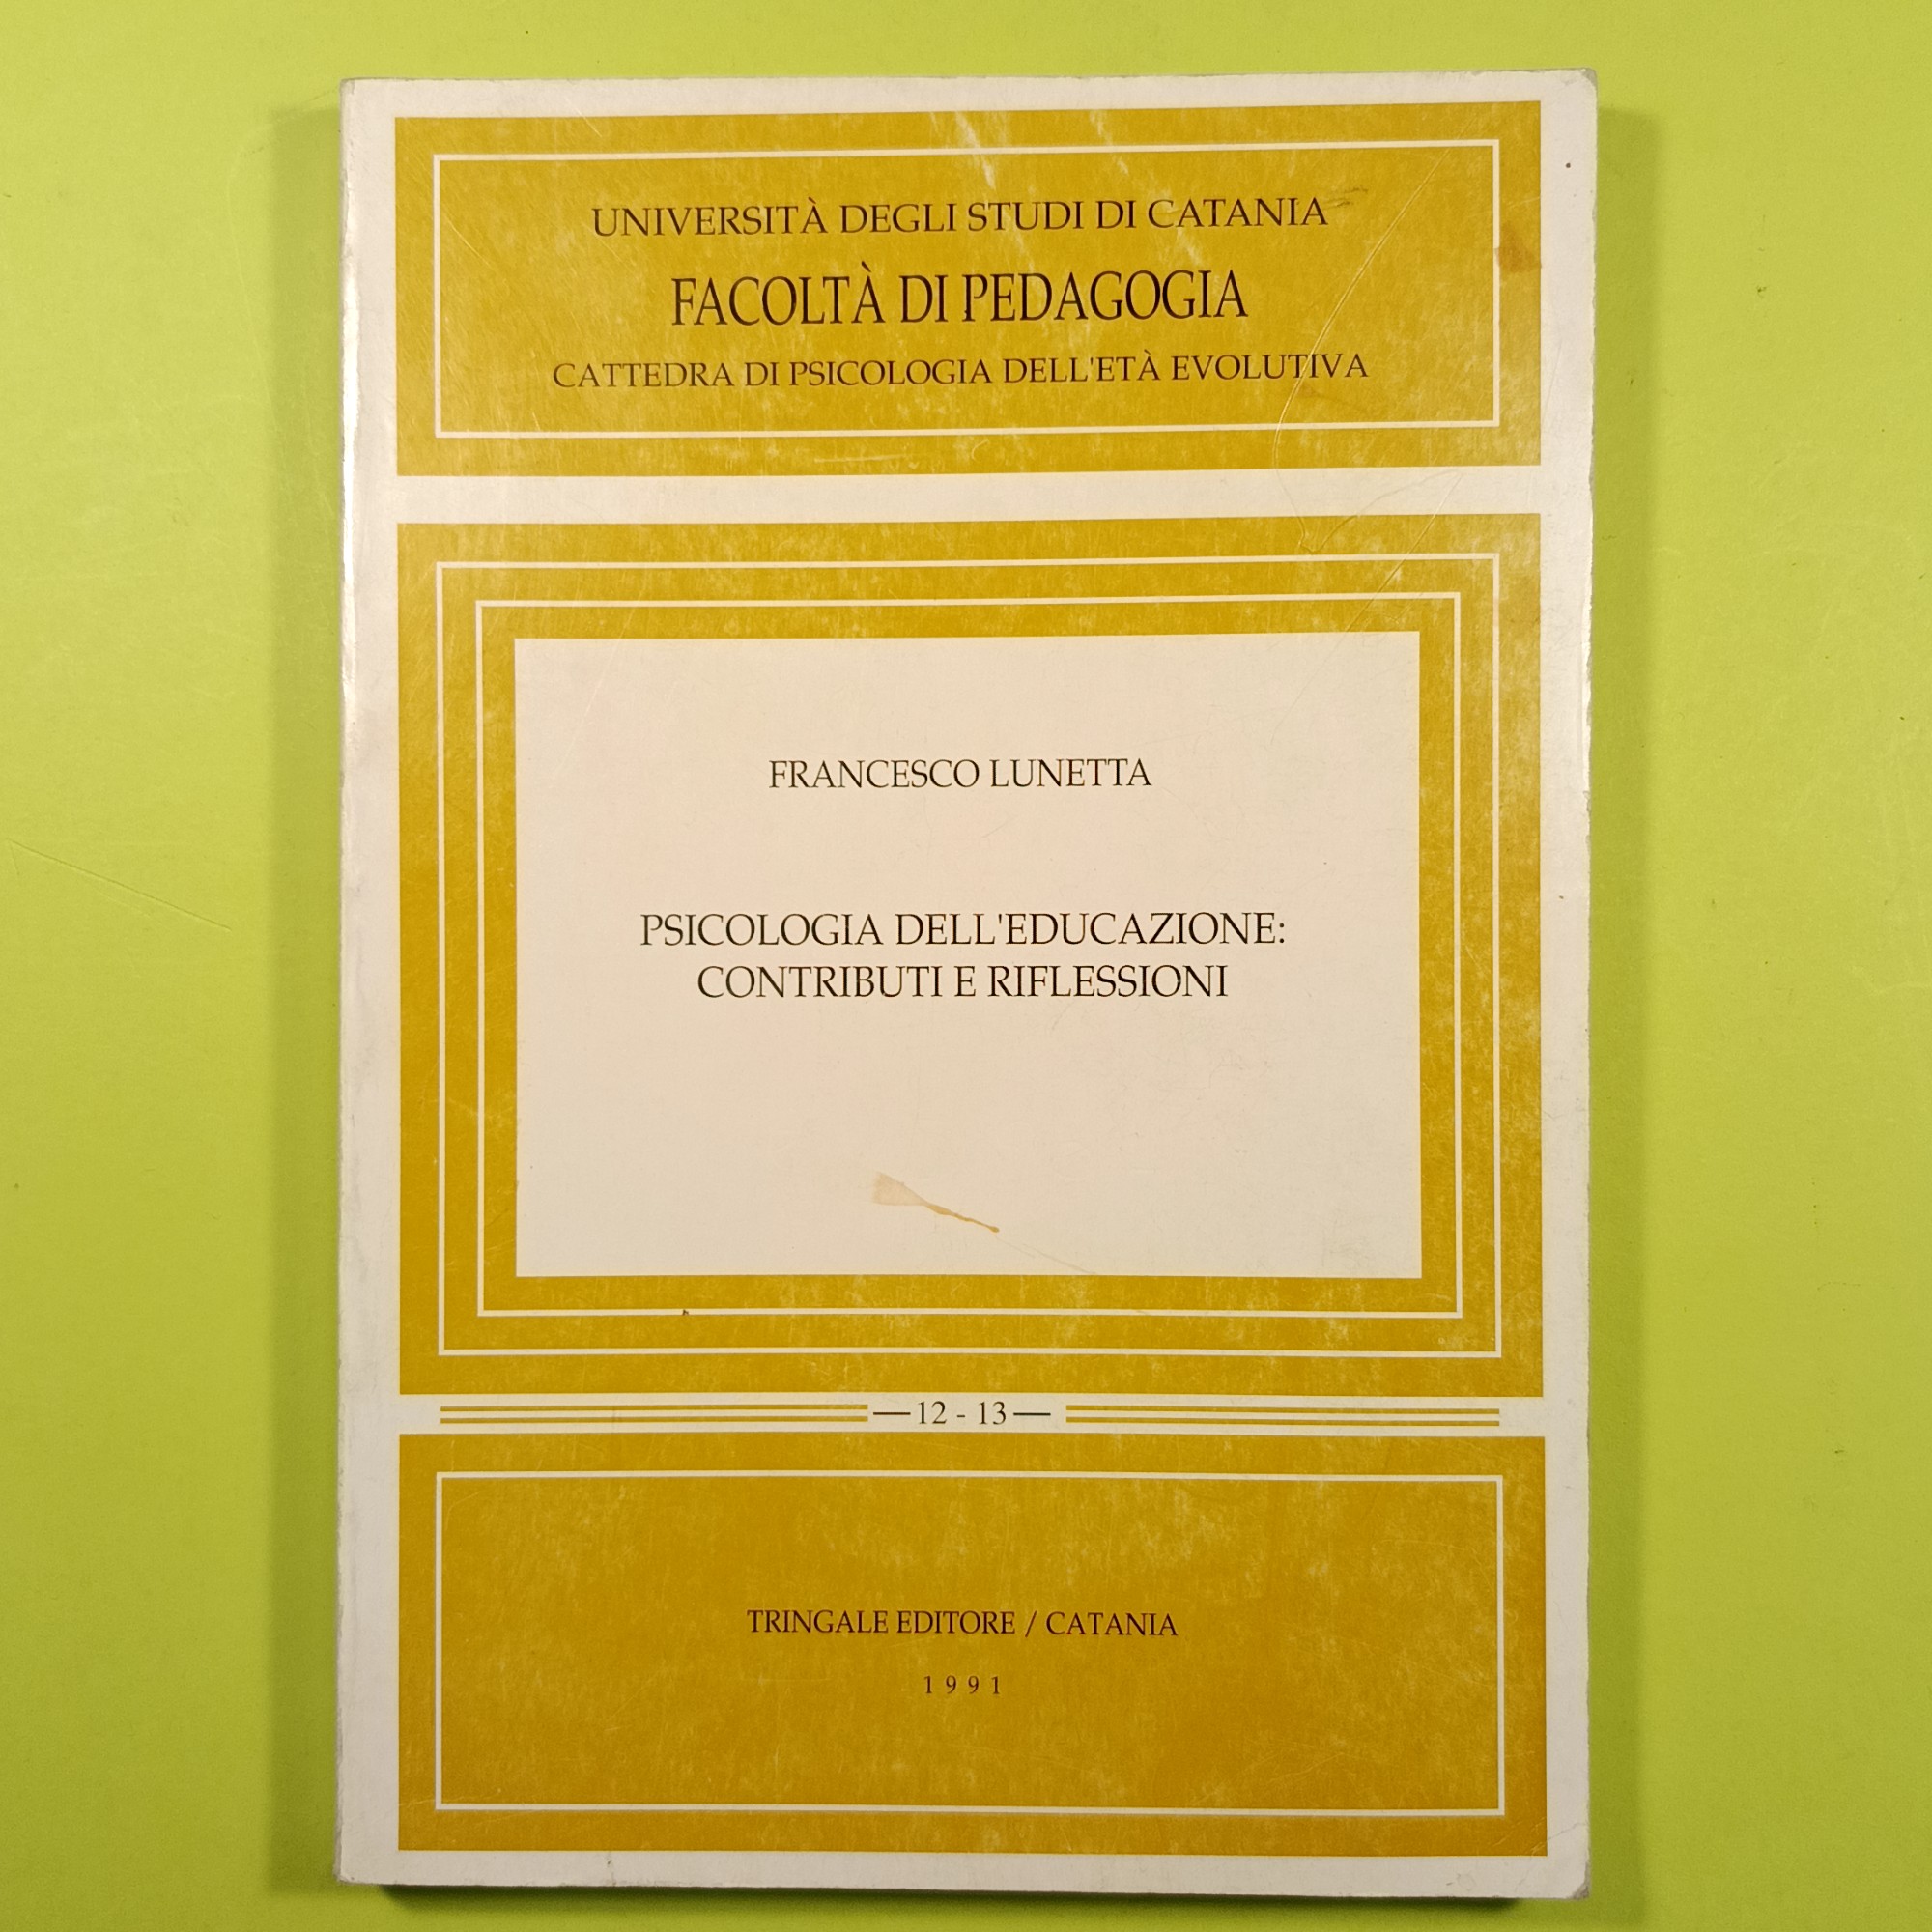 UNIVERSITÀ DEGLI STUDI DI CATANIA
FACOLTÀ DI PEDAGOGIA
CATTEDRA DI PSICOLOGIA DELL'ETÀ EVOLUTIVA
FRANCESCO LUNETTA
PSICOLOGIA DELL'EDUCAZIONE:
CONTRIBUTI E RIFLESSIONI
—12 - 13—
TRINGALE EDITORE / CATANIA
1991